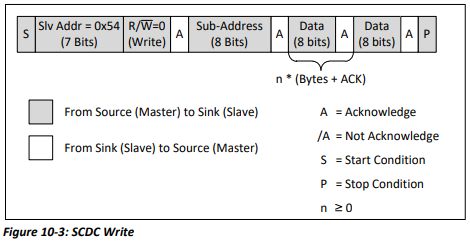 S Slv Addr = 0x54 (7 Bits) R/W̅=0 (Write) A Sub-Address (8 Bits) A Data (8 bits) A Data (8 bits) A P
n * (Bytes + ACK)
From Source (Master) to Sink (Slave)
From Sink (Slave) to Source (Master)
A = Acknowledge
/A = Not Acknowledge
S = Start Condition
P = Stop Condition
n ≥ 0
Figure 10-3: SCDC Write